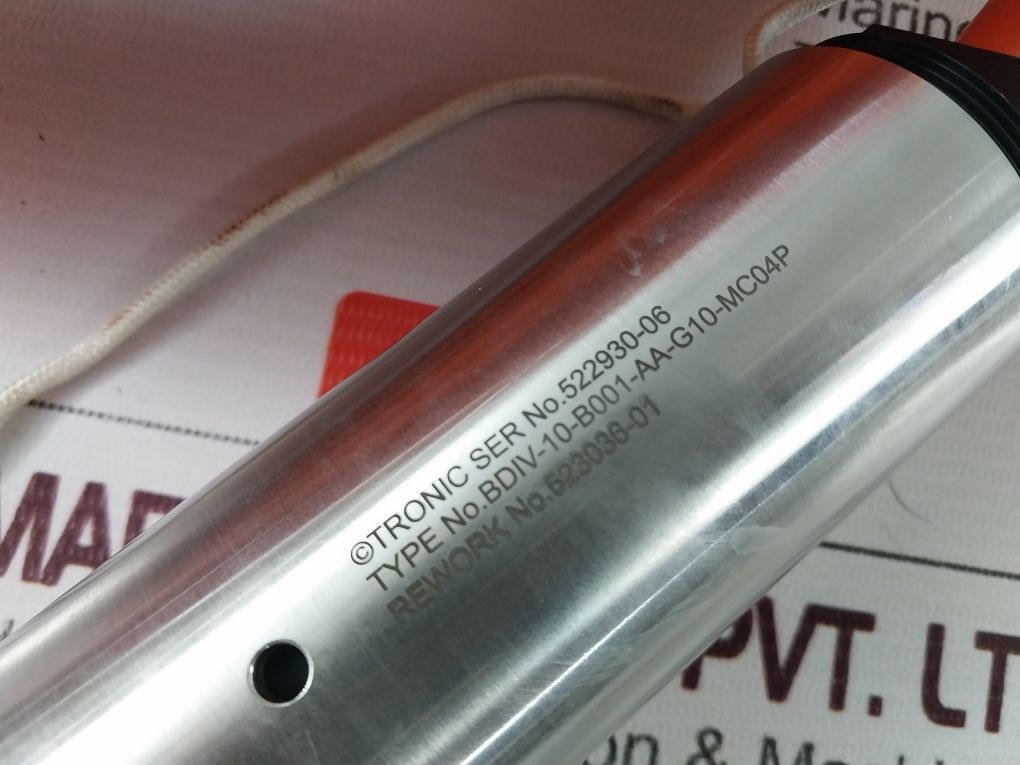 Marine
©TRONIC SER No.522930-06
TYPE No.BDIV-10-B001-AA-G10-MC04P
REWORK No.523036-01
PVT. LT
&